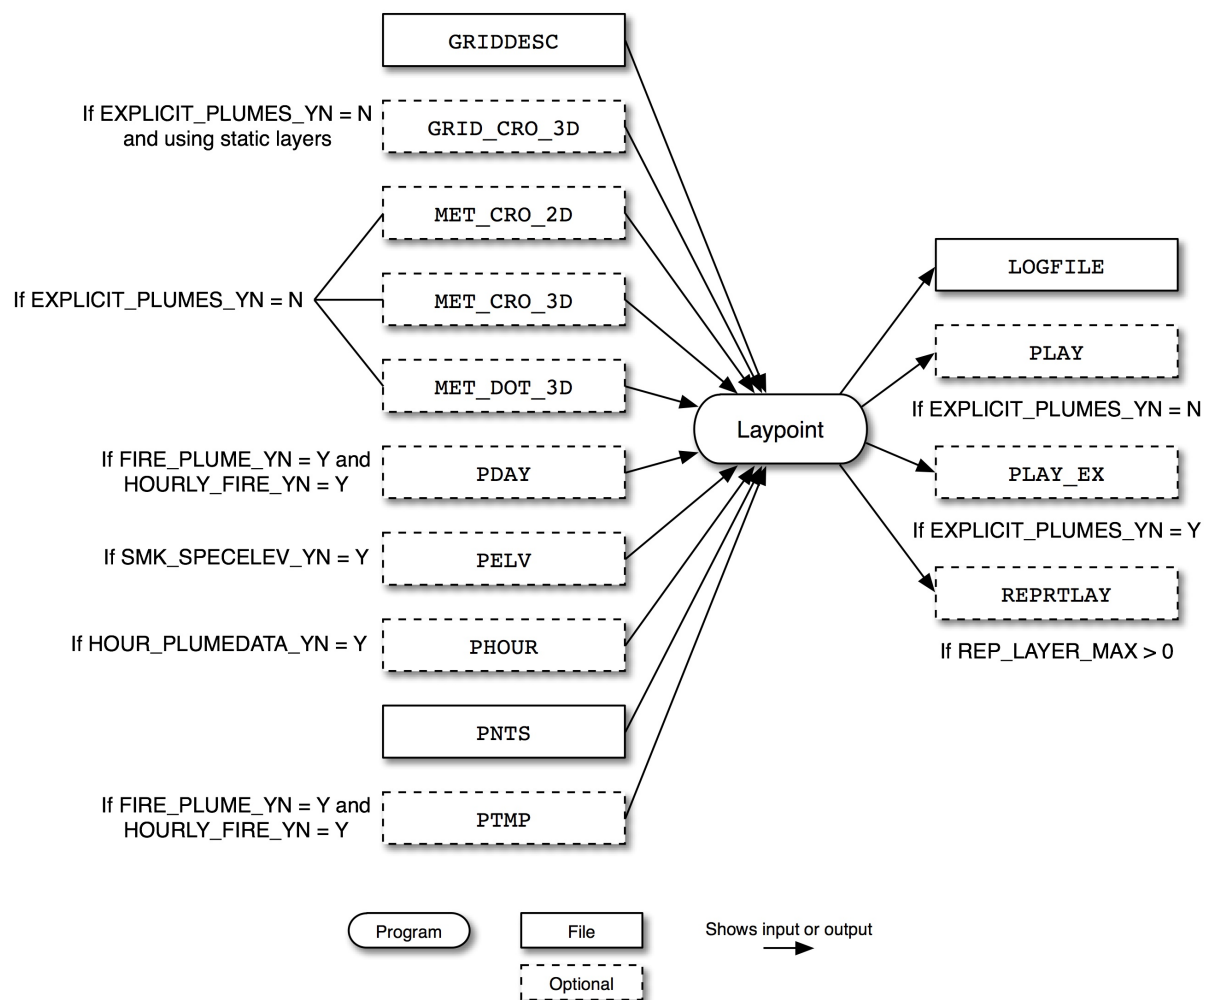 GRIDDESC
If EXPLICIT_PLUMES_YN = N
and using static layers
GRID_CRO_3D
MET_CRO_2D
If EXPLICIT_PLUMES_YN = N
MET_CRO_3D
MET_DOT_3D
If FIRE_PLUME_YN = Y and
HOURLY_FIRE_YN = Y
PDAY
If SMK_SPECELEV_YN = Y
PELV
If HOUR_PLUMEDATA_YN = Y
PHOUR
PNTS
If FIRE_PLUME_YN = Y and
HOURLY_FIRE_YN = Y
PTMP
Laypoint
LOGFILE
PLAY
If EXPLICIT_PLUMES_YN = N
PLAY_EX
If EXPLICIT_PLUMES_YN = Y
REPRTLAY
If REP_LAYER_MAX > 0
Program
File
Shows input or output
Optional